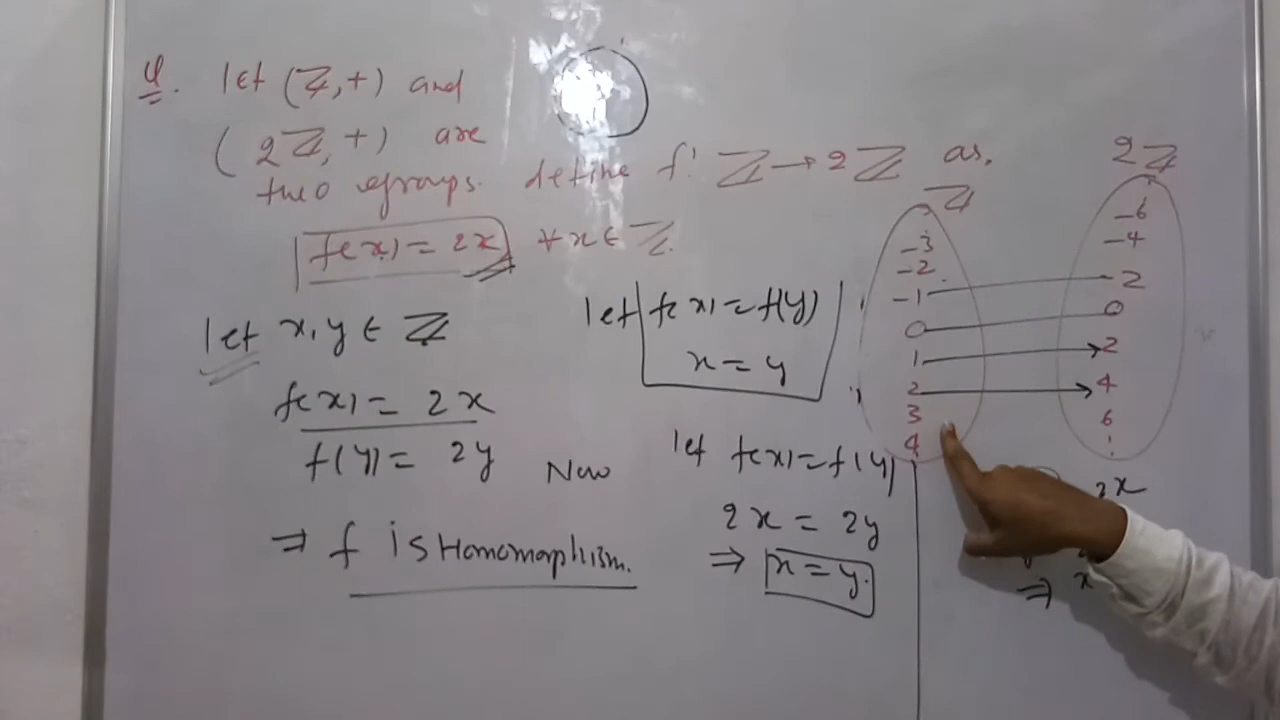 Q. let (ℤ,+) and
(2ℤ,+) are
two groups. define f: ℤ → 2ℤ as.
f(x) = 2x ∀ x ∈ ℤ.
let x, y ∈ ℤ
f(x) = 2x
f(y) = 2y
Now
⇒ f is Homomorphism.
let f(x) = f(y)
x = y
let f(x) = f(y)
2x = 2y
⇒ x = y.
ℤ
-3
-2
-1
0
1
2
3
4
2ℤ
-6
-4
-2
0
2
4
6
2x
⇒ x